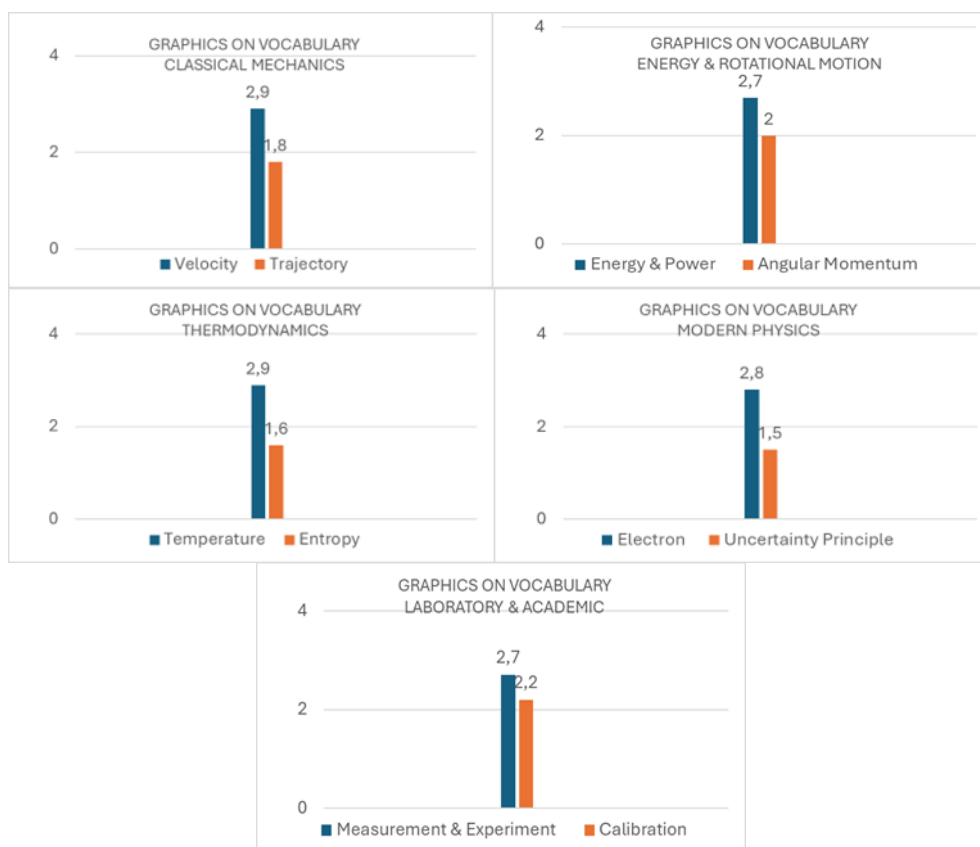 GRAPHICS ON VOCABULARY
CLASSICAL MECHANICS
4
2,9
1,8
2
0
Velocity Trajectory
GRAPHICS ON VOCABULARY
ENERGY & ROTATIONAL MOTION
4
2,7
2
2
0
Energy & Power Angular Momentum
GRAPHICS ON VOCABULARY
THERMODYNAMICS
4
2,9
1,6
2
0
Temperature Entropy
GRAPHICS ON VOCABULARY
MODERN PHYSICS
4
2,8
1,5
2
0
Electron Uncertainty Principle
GRAPHICS ON VOCABULARY
LABORATORY & ACADEMIC
4
2,7
2,2
2
0
Measurement & Experiment Calibration